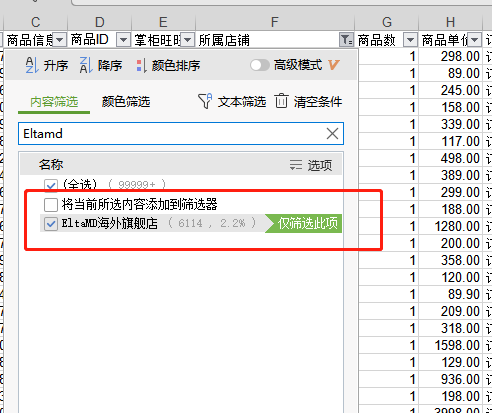 C D E F G H
商品信息 商品ID 掌柜旺旺 所属店铺 商品数 商品单价
升序 降序 颜色排序 高级模式
内容筛选 颜色筛选 文本筛选 清空条件
Eltamd
名称 选项
(全选) ( 99999+ )
将当前所选内容添加到筛选器
EltaMD海外旗舰店 ( 6114 , 2.2% ) 仅筛选此项
1 298.00
1 89.00
1 245.00
1 158.00
1 339.00
1 117.00
1 498.00
1 389.00
1 299.00
1 188.00
1 1280.00
1 200.00
1 358.00
1 120.00
1 89.90
1 209.00
1 318.00
1 1598.00
1 129.00
1 936.00
1 198.00
1 3998.00